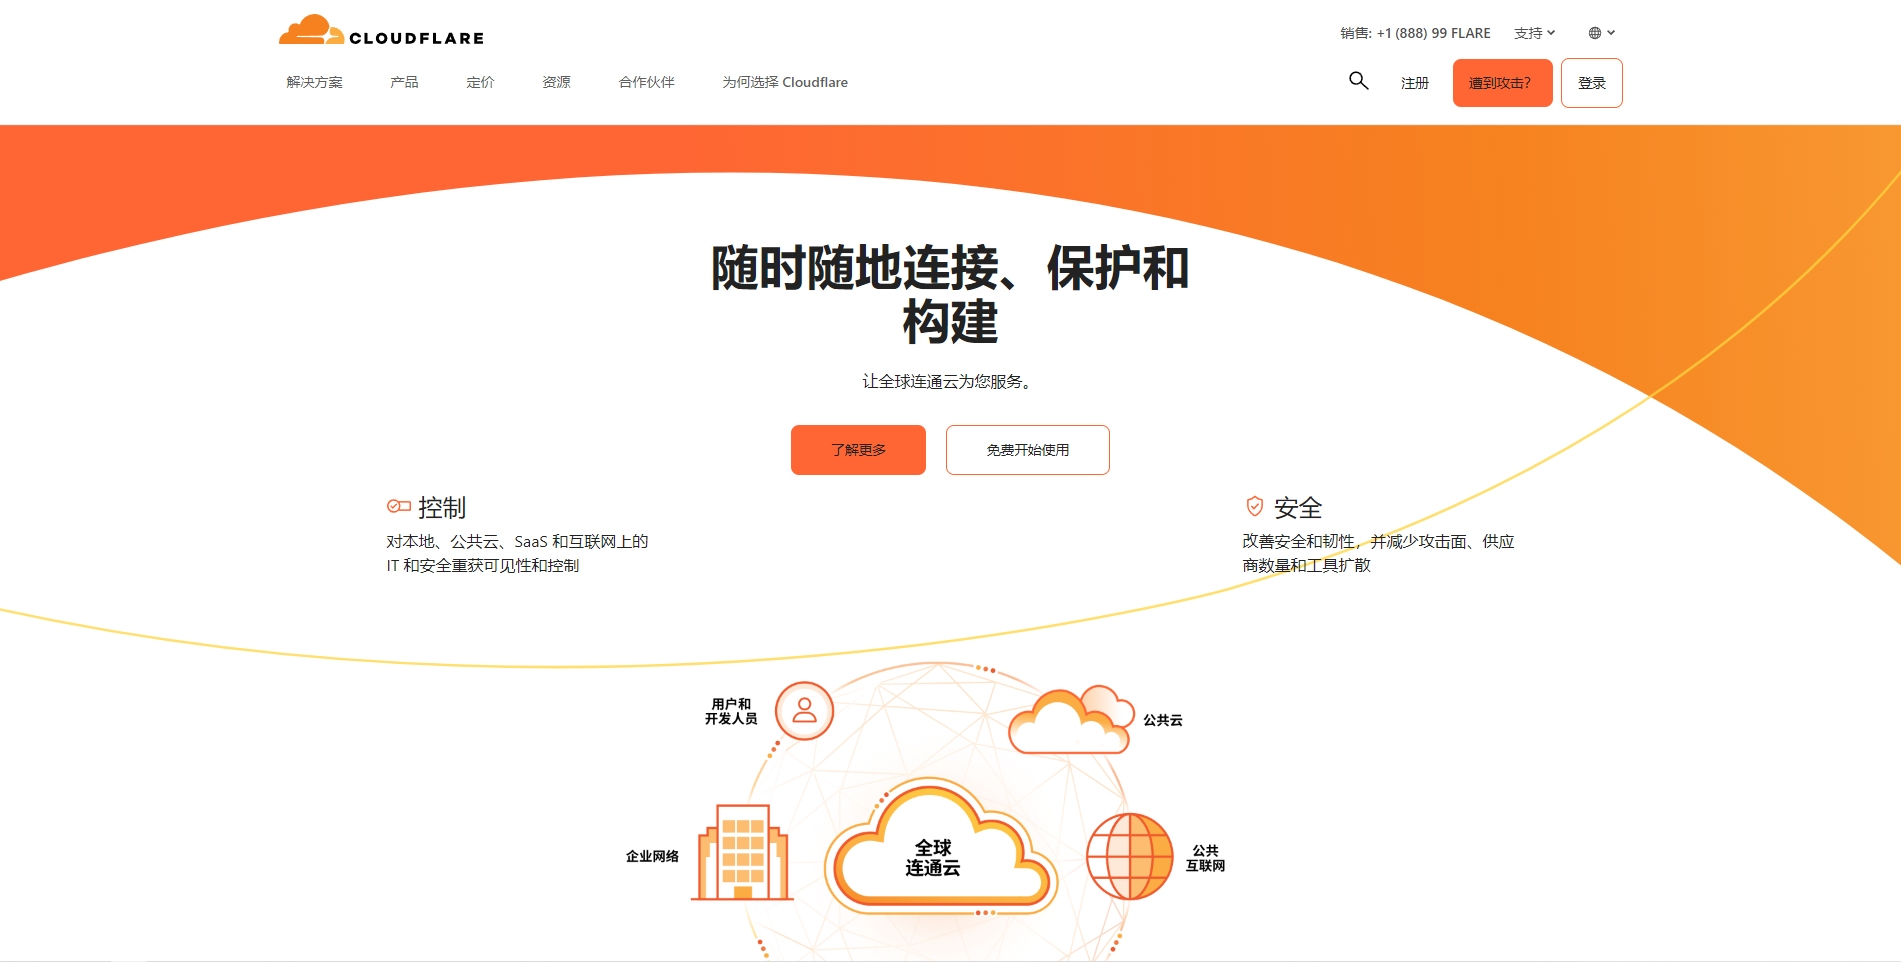 CLOUDFLARE
销售: +1 (888) 99 FLARE
支持
解决方案
产品
定价
资源
合作伙伴
为何选择 Cloudflare
注册
遭到攻击?
登录
随时随地连接、保护和
构建
让全球连通云为您服务。
了解更多
免费开始使用
控制
对本地、公共云、SaaS 和互联网上的
IT 和安全重获可见性和控制
安全
改善安全和韧性，并减少攻击面、供应
商数量和工具扩散
用户和
开发人员
公共云
企业网络
全球
连通云
公共
互联网